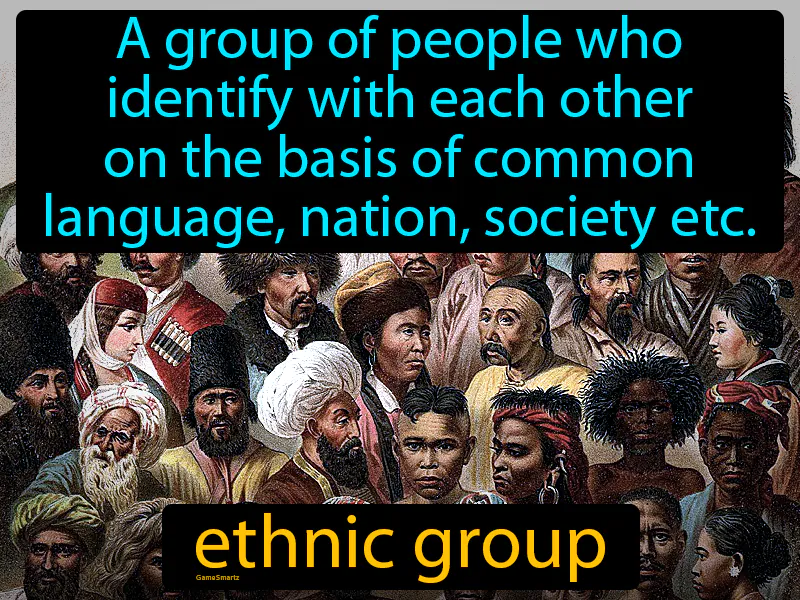 A group of people who
identify with each other
on the basis of common
language, nation, society etc.
ethnic group
GameSmartz